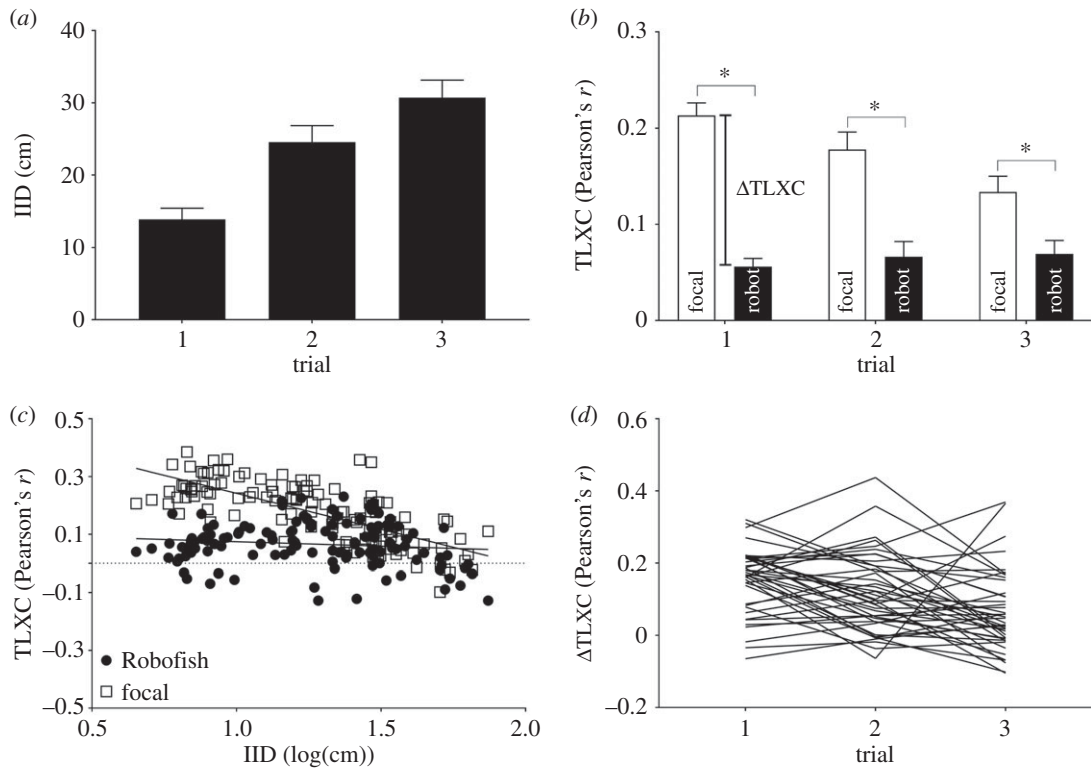 (a)
40
30
20
10
0
IID (cm)
1 2 3
trial
(b)
0.3
0.2
0.1
0
TLXC (Pearson's r)
* * *
ΔTLXC
focal robot focal robot focal robot
1 2 3
trial
(c)
0.5
0.3
0.1
-0.1
-0.3
-0.5
TLXC (Pearson's r)
Robofish
focal
0.5 1.0 1.5 2.0
IID (log(cm))
(d)
0.6
0.4
0.2
0
-0.2
ΔTLXC (Pearson's r)
1 2 3
trial